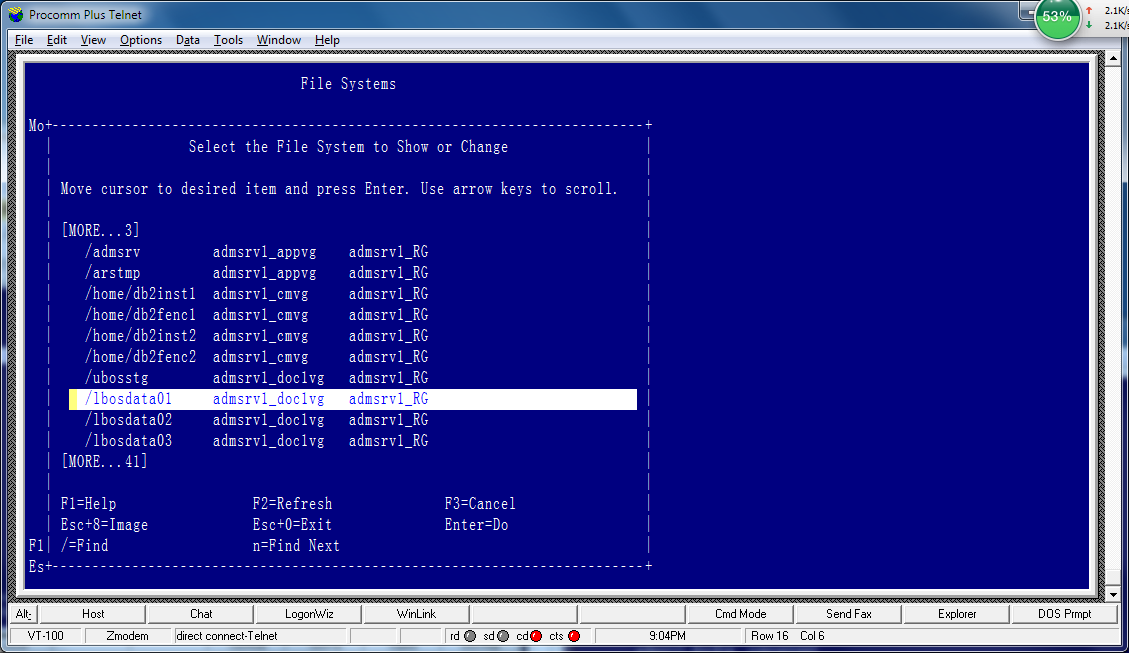 Procomm Plus Telnet
53% 2.1K/s
2.1K/s
File Edit View Options Data Tools Window Help
File Systems
Mo+--------------------------------------------------------------------------+
Select the File System to Show or Change
Move cursor to desired item and press Enter. Use arrow keys to scroll.
[MORE...3]
/admsrv admsrv1_appvg admsrv1_RG
/arstmp admsrv1_appvg admsrv1_RG
/home/db2inst1 admsrv1_cmvg admsrv1_RG
/home/db2fenc1 admsrv1_cmvg admsrv1_RG
/home/db2inst2 admsrv1_cmvg admsrv1_RG
/home/db2fenc2 admsrv1_cmvg admsrv1_RG
/ubosstg admsrv1_doc1vg admsrv1_RG
/lbosdata01 admsrv1_doc1vg admsrv1_RG
/lbosdata02 admsrv1_doc1vg admsrv1_RG
/lbosdata03 admsrv1_doc1vg admsrv1_RG
[MORE...41]
F1=Help F2=Refresh F3=Cancel
Esc+8=Image Esc+0=Exit Enter=Do
F1| /=Find n=Find Next
Es+--------------------------------------------------------------------------+
Alt- Host Chat LogonWiz WinLink Cmd Mode Send Fax Explorer DOS Prmpt
VT-100 Zmodem direct connect-Telnet rd sd cd cts 9:04PM Row 16 Col 6